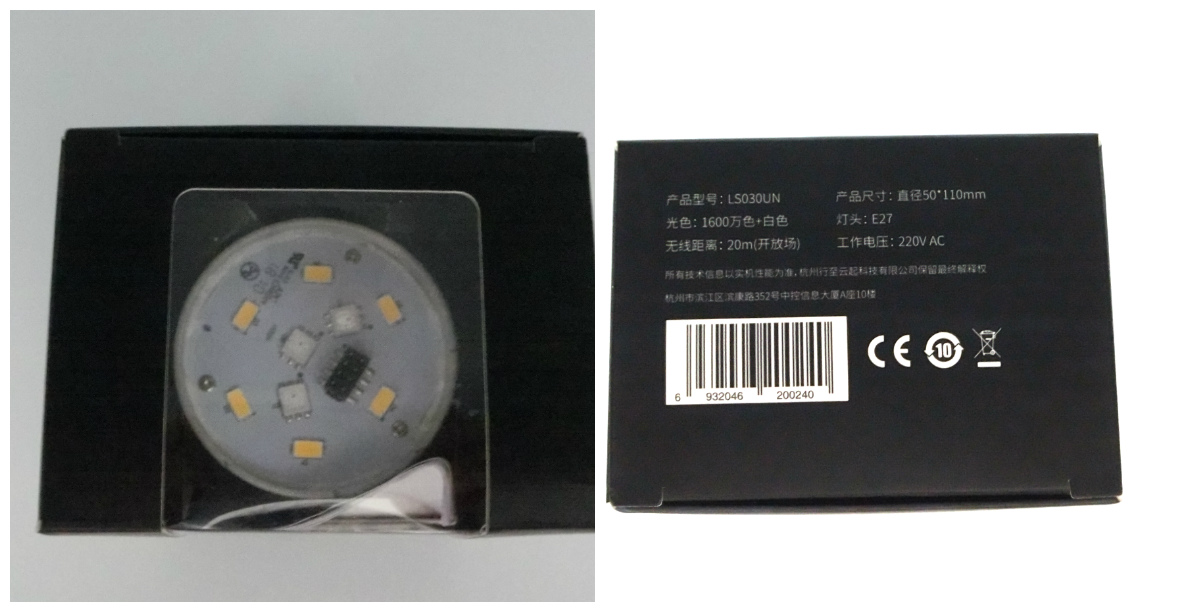 产品型号：LS030UN
产品尺寸：直径50*110mm
光色：1600万色+白色
灯头：E27
无线距离：20m(开放场)
工作电压：220V AC
所有技术信息以实机性能为准，杭州行至云起科技有限公司保留最终解释权
杭州市滨江区滨康路352号中控信息大厦A座10楼
6 932046 200240
CE
10